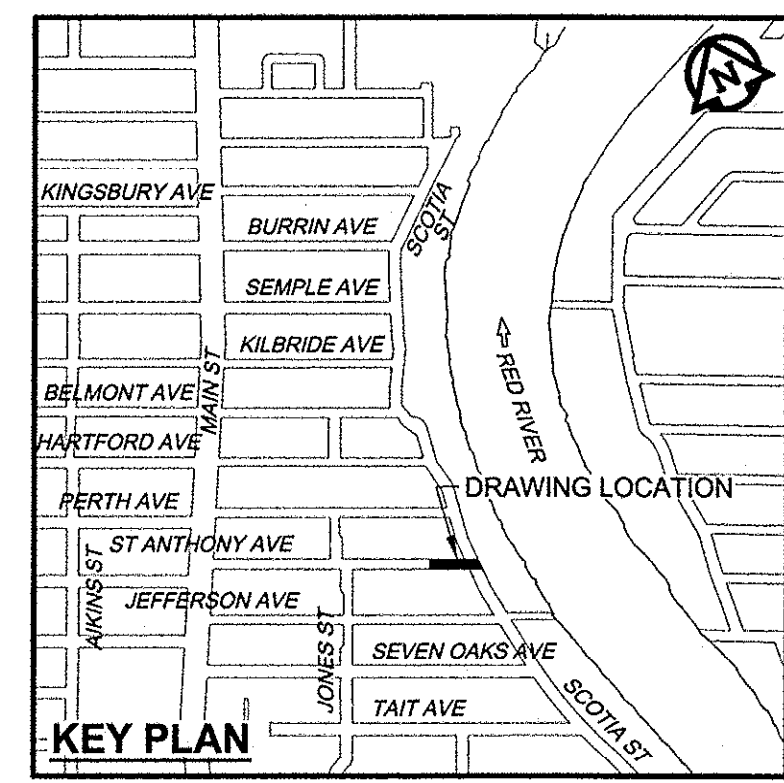 N
KINGSBURY AVE
BURRIN AVE
SCOTIA ST
SEMPLE AVE
KILBRIDE AVE
RED RIVER
MAIN ST
BELMONT AVE
HARTFORD AVE
DRAWING LOCATION
PERTH AVE
ST ANTHONY AVE
AIKINS ST
JEFFERSON AVE
JONES ST
SEVEN OAKS AVE
SCOTIA ST
TAIT AVE
KEY PLAN